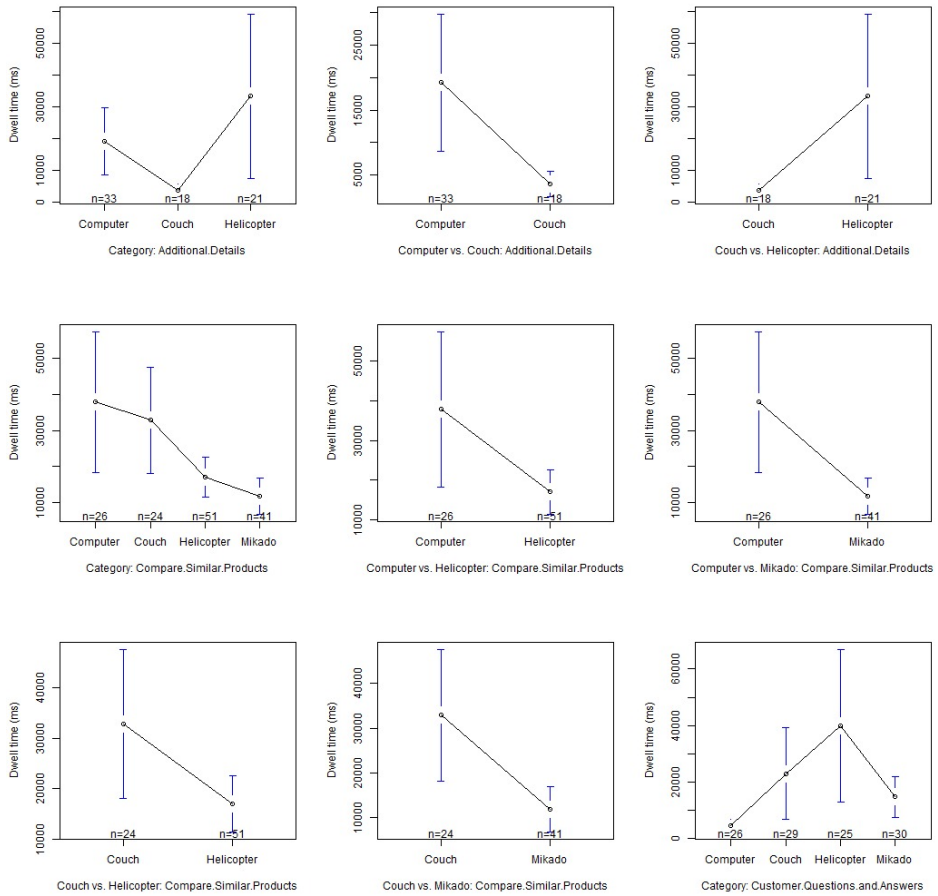 Dwell time (ms)
0 10000 30000 50000
n=33 n=18 n=21
Computer Couch Helicopter
Category: Additional.Details
Dwell time (ms)
5000 15000 25000
n=33 n=18
Computer Couch
Computer vs. Couch: Additional.Details
Dwell time (ms)
0 10000 30000 50000
n=18 n=21
Couch Helicopter
Couch vs. Helicopter: Additional.Details
Dwell time (ms)
10000 30000 50000
n=26 n=24 n=51 n=41
Computer Couch Helicopter Mikado
Category: Compare.Similar.Products
Dwell time (ms)
10000 30000 50000
n=26 n=51
Computer Helicopter
Computer vs. Helicopter: Compare.Similar.Products
Dwell time (ms)
10000 30000 50000
n=26 n=41
Computer Mikado
Computer vs. Mikado: Compare.Similar.Products
Dwell time (ms)
10000 20000 30000 40000
n=24 n=51
Couch Helicopter
Couch vs. Helicopter: Compare.Similar.Products
Dwell time (ms)
10000 20000 30000 40000
n=24 n=41
Couch Mikado
Couch vs. Mikado: Compare.Similar.Products
Dwell time (ms)
0 20000 40000 60000
n=26 n=29 n=25 n=30
Computer Couch Helicopter Mikado
Category: Customer.Questions.and.Answers